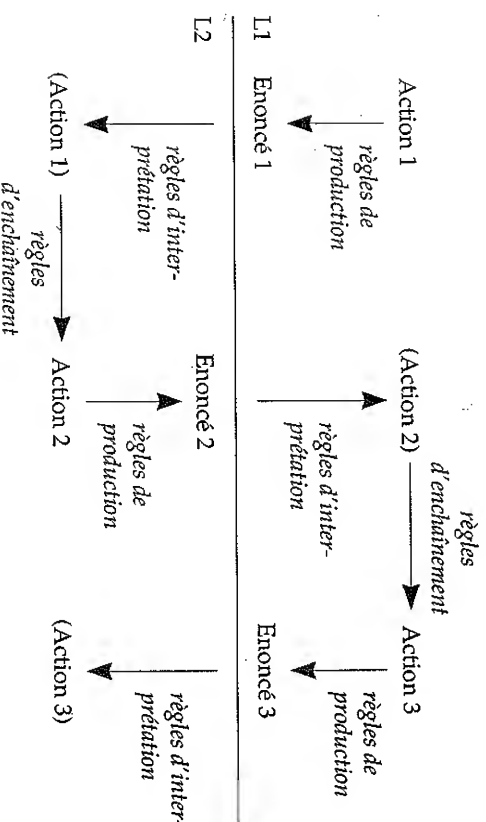 règles
d'enchaînement
Action 1 (Action 2) Action 3
règles de
production
règles d'inter-
prétation
règles de
production
L1 Enoncé 1 Enoncé 3
L2 Enoncé 2
règles d'inter-
prétation
règles de
production
règles d'inter-
prétation
(Action 1) Action 2 (Action 3)
règles
d'enchaînement